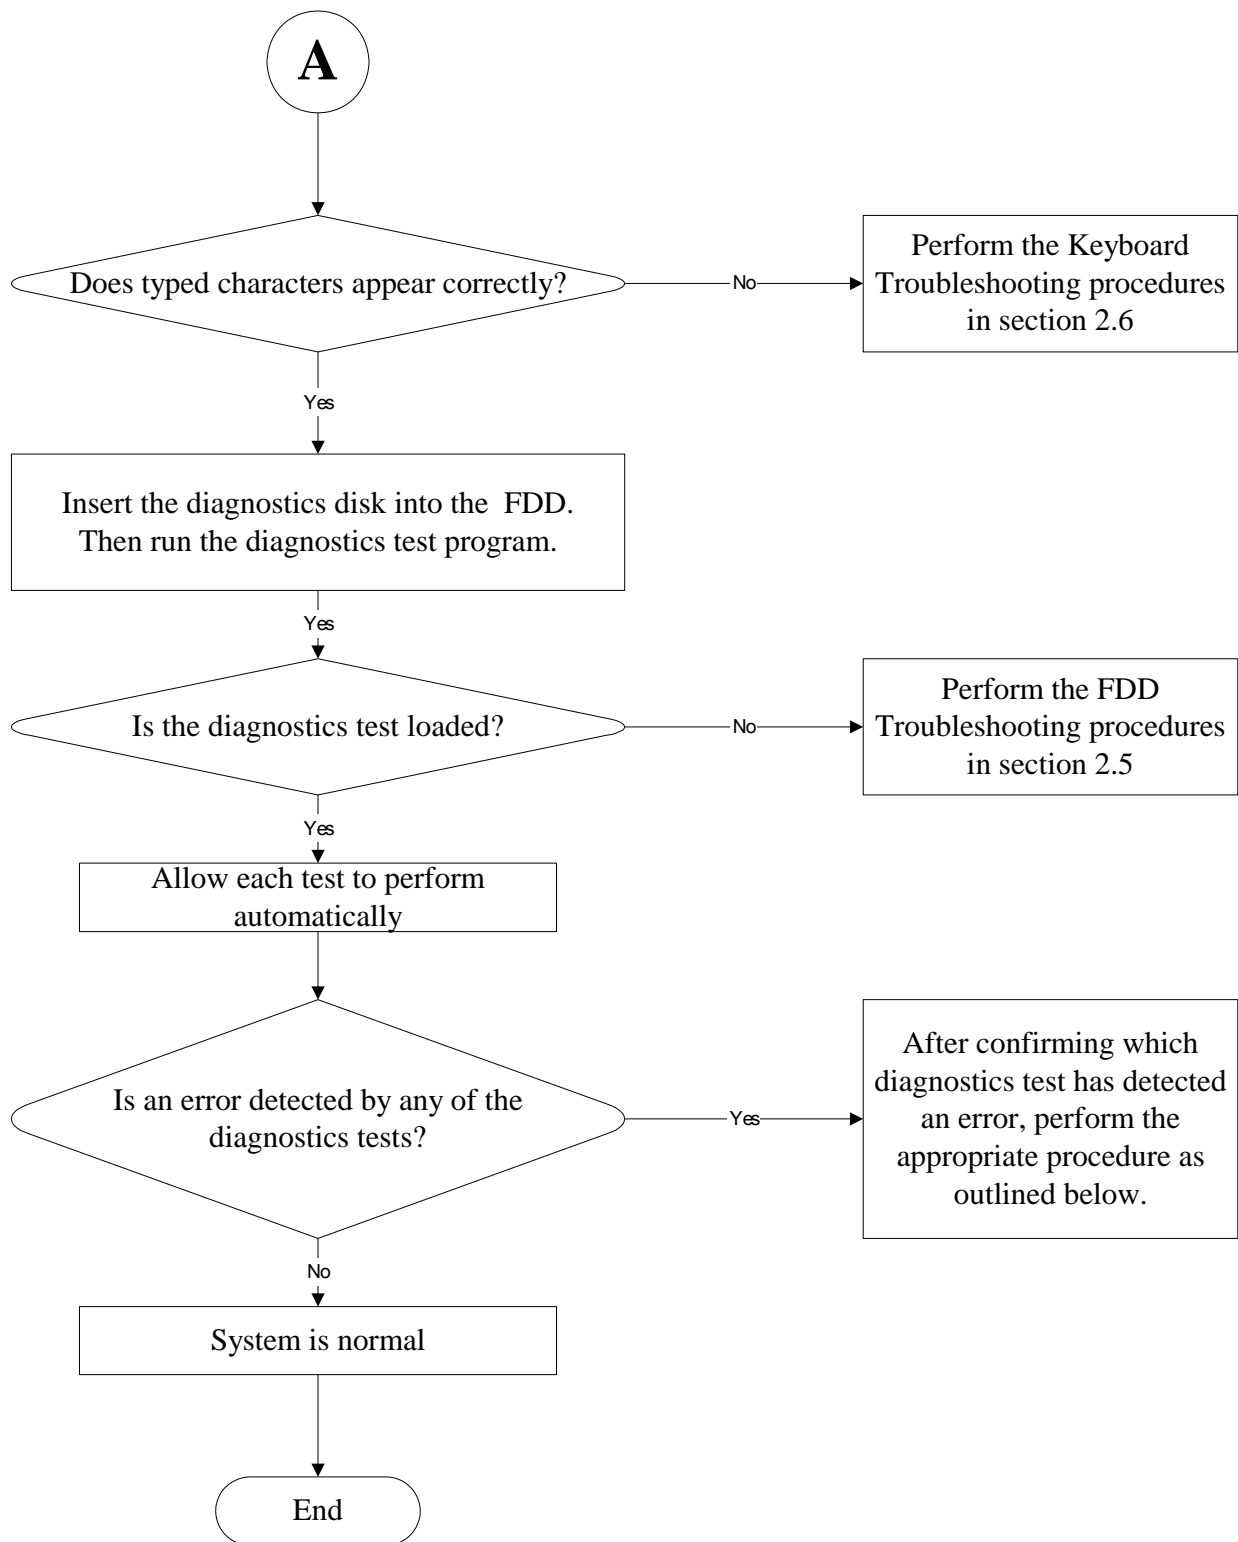 A
Does typed characters appear correctly?
No
Perform the Keyboard
Troubleshooting procedures
in section 2.6
Yes
Insert the diagnostics disk into the FDD.
Then run the diagnostics test program.
Yes
Is the diagnostics test loaded?
No
Perform the FDD
Troubleshooting procedures
in section 2.5
Yes
Allow each test to perform
automatically
Is an error detected by any of the
diagnostics tests?
Yes
After confirming which
diagnostics test has detected
an error, perform the
appropriate procedure as
outlined below.
No
System is normal
End